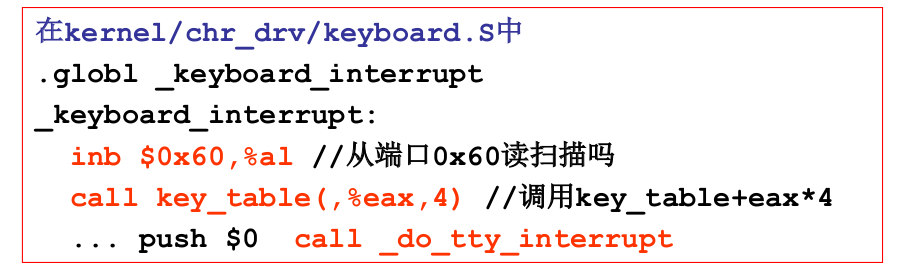 在kernel/chr_drv/keyboard.S中
.globl _keyboard_interrupt
_keyboard_interrupt:
inb $0x60,%al //从端口0x60读扫描吗
call key_table(,%eax,4) //调用key_table+eax*4
... push $0 call _do_tty_interrupt